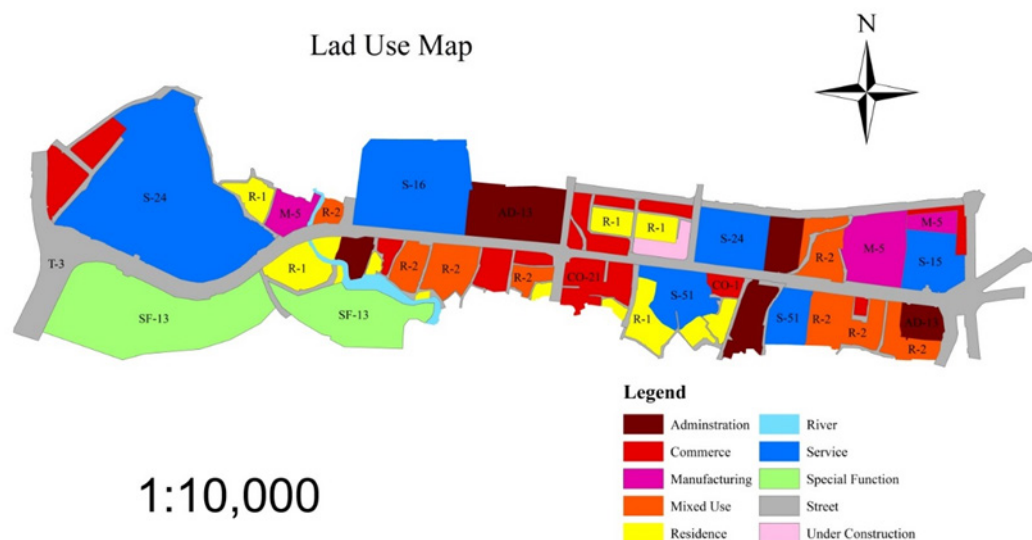 Lad Use Map
N
S-24
R-1
M-5
R-2
S-16
AD-13
R-1
R-1
S-24
R-2
M-5
M-5
S-15
T-3
R-1
R-2
R-2
R-2
CO-21
S-51
CO-1
R-1
S-51
R-2
R-2
AD-13
R-2
SF-13
SF-13
Legend
Adminstration
Commerce
Manufacturing
Mixed Use
Residence
River
Service
Special Function
Street
Under Construction
1:10,000